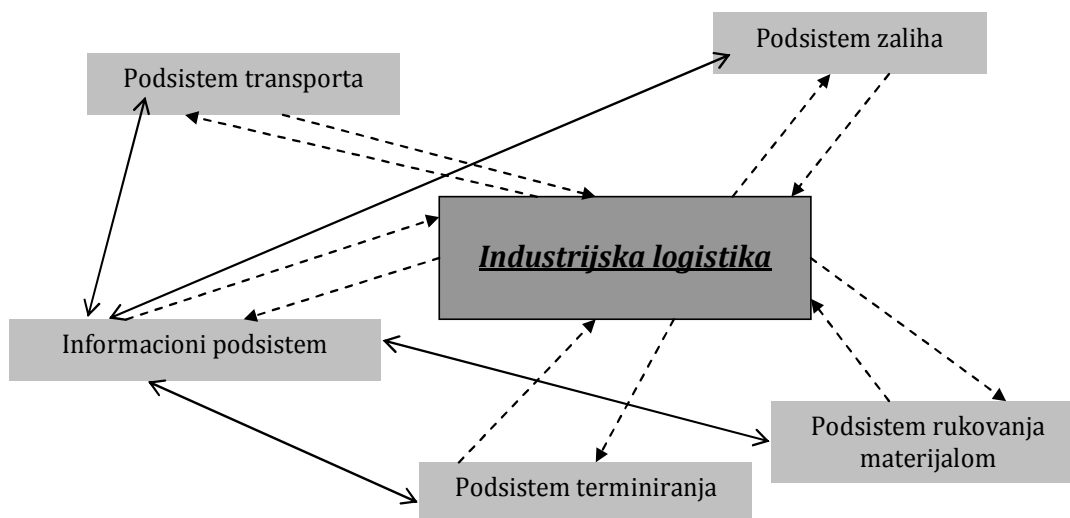 Podsistem zaliha
Podsistem transporta
Industrijska logistika
Informacioni podsistem
Podsistem rukovanja
materijalom
Podsistem terminiranja